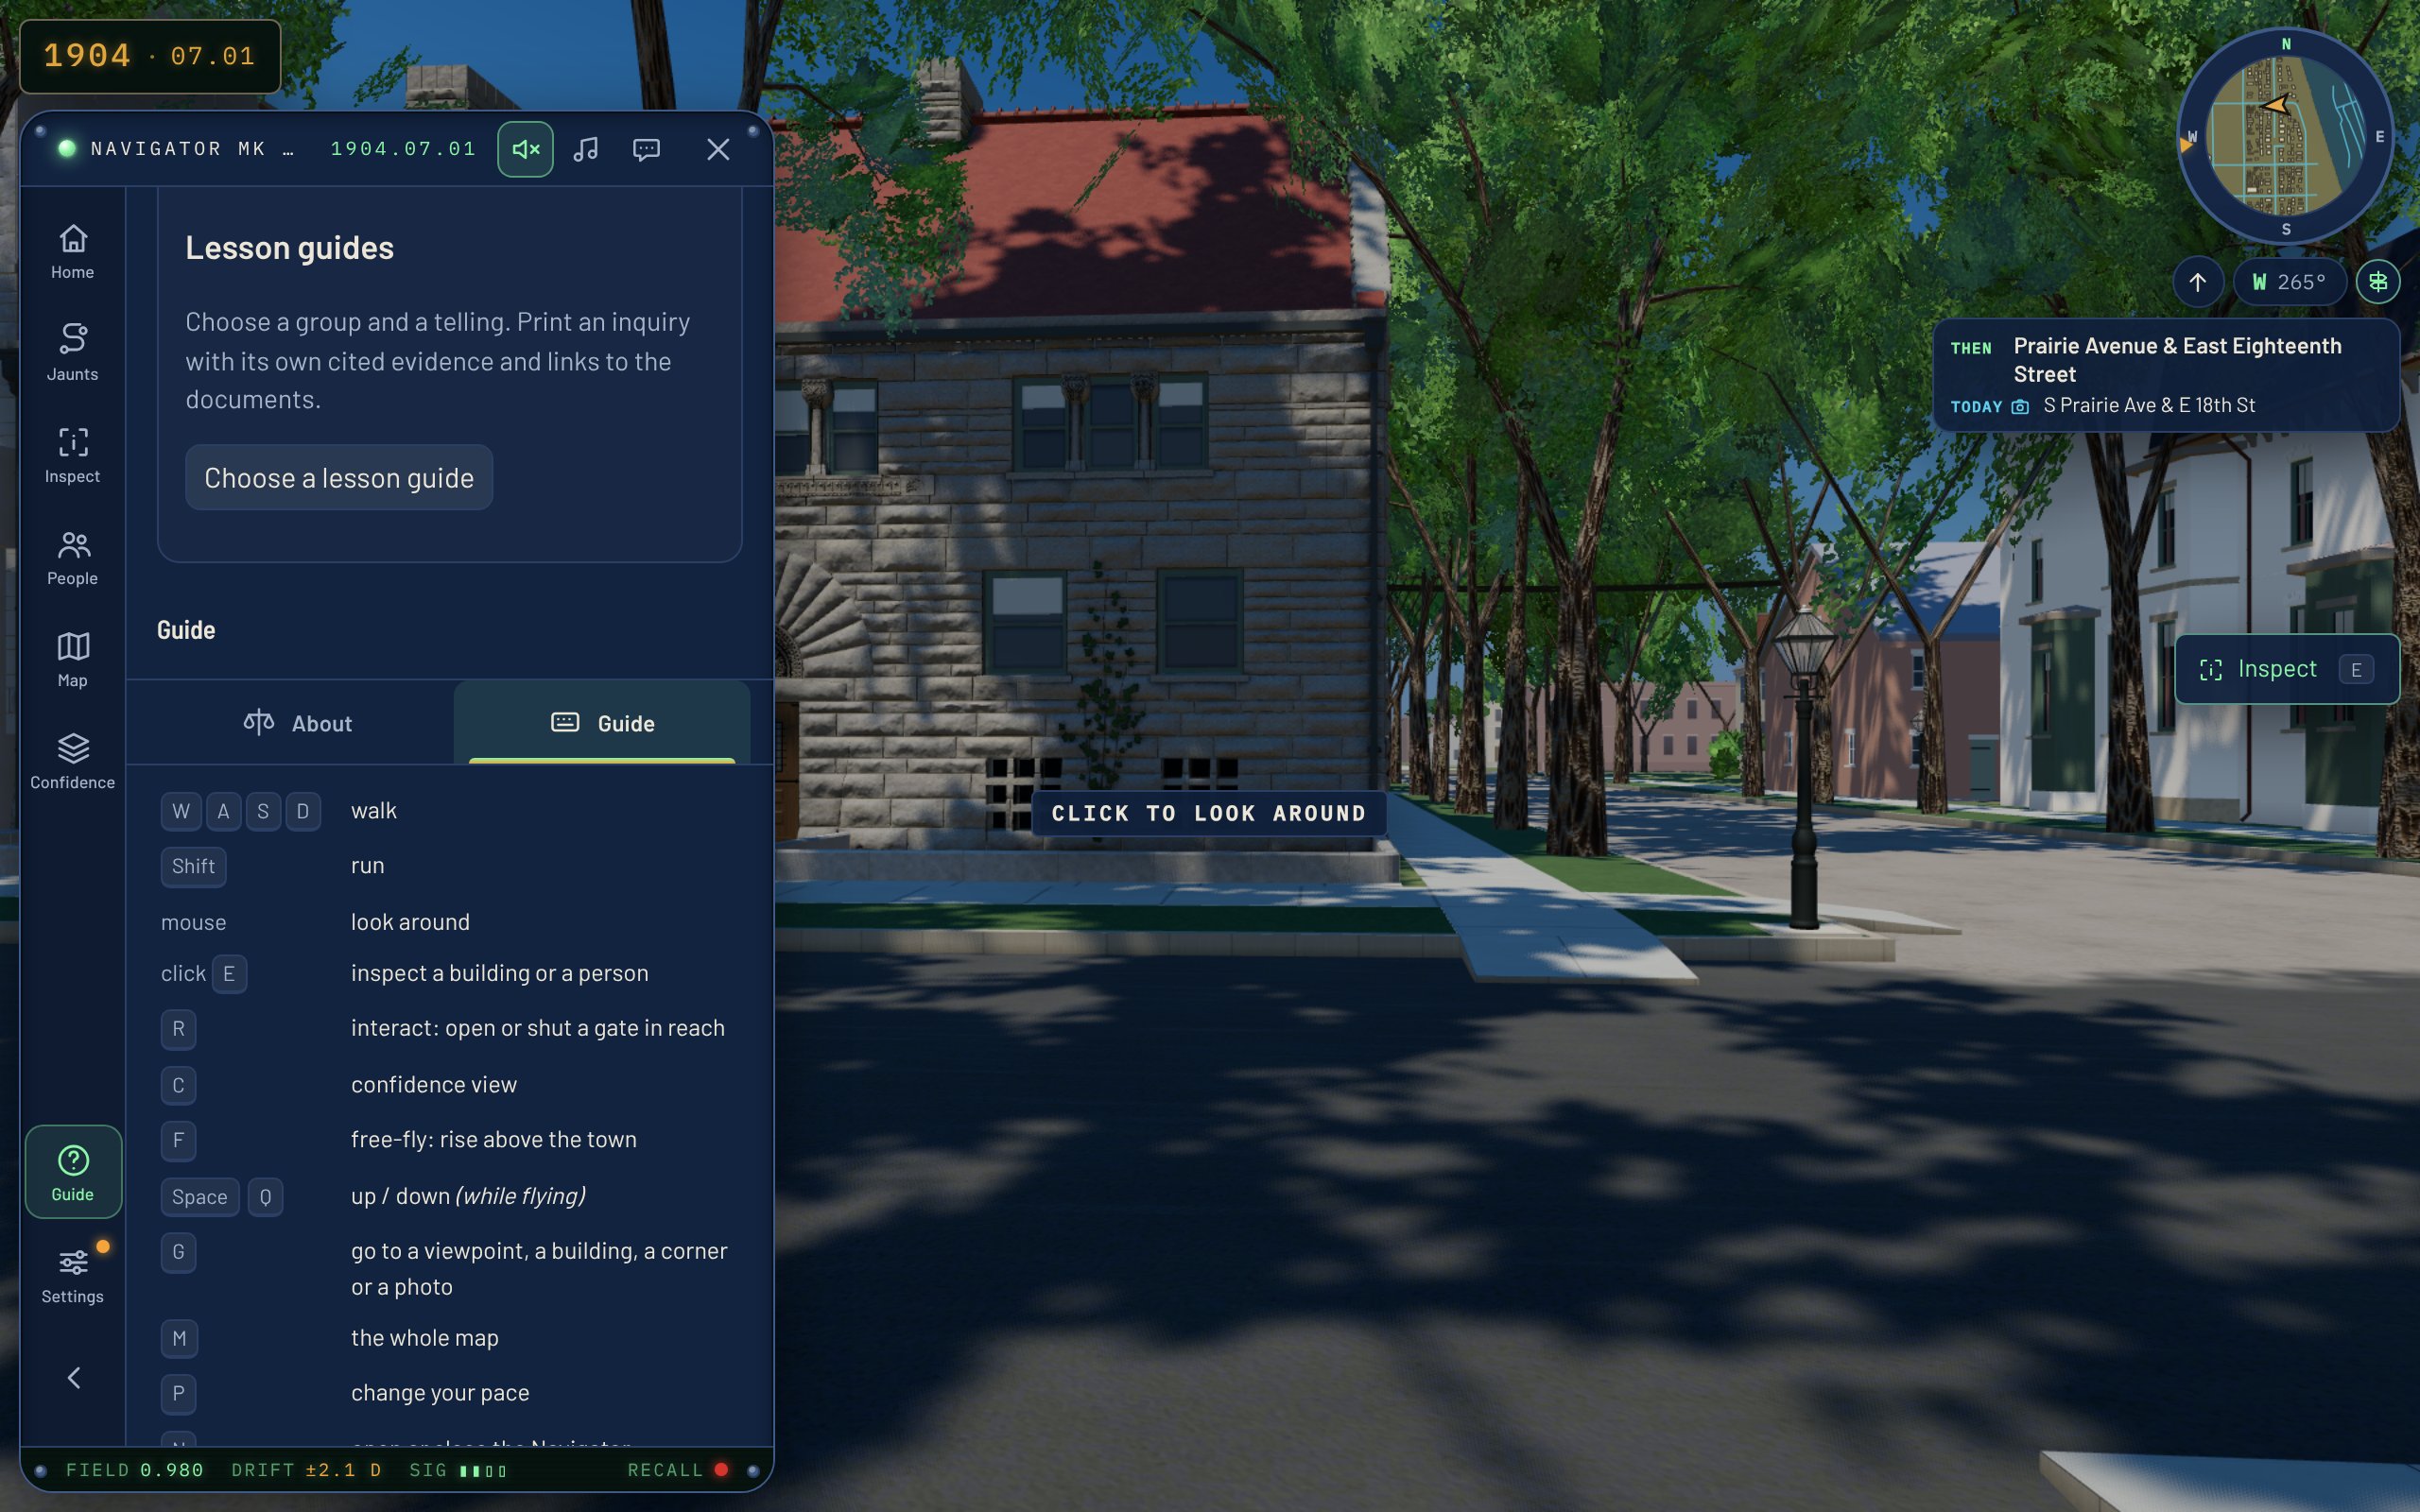 1904 · 07.01
NAVIGATOR MK …
1904.07.01
Home
Jaunts
Inspect
People
Map
Confidence
Guide
Settings
Lesson guides
Choose a group and a telling. Print an inquiry
with its own cited evidence and links to the
documents.
Choose a lesson guide
Guide
About
Guide
W A S D walk
Shift run
mouse look around
click E inspect a building or a person
R interact: open or shut a gate in reach
C confidence view
F free-fly: rise above the town
Space Q up / down (while flying)
G go to a viewpoint, a building, a corner
or a photo
M the whole map
P change your pace
N open or close the Navigator
FIELD 0.980 DRIFT ±2.1 D SIG RECALL
CLICK TO LOOK AROUND
N
W
E
S
W 265°
THEN Prairie Avenue & East Eighteenth
Street
TODAY S Prairie Ave & E 18th St
Inspect E